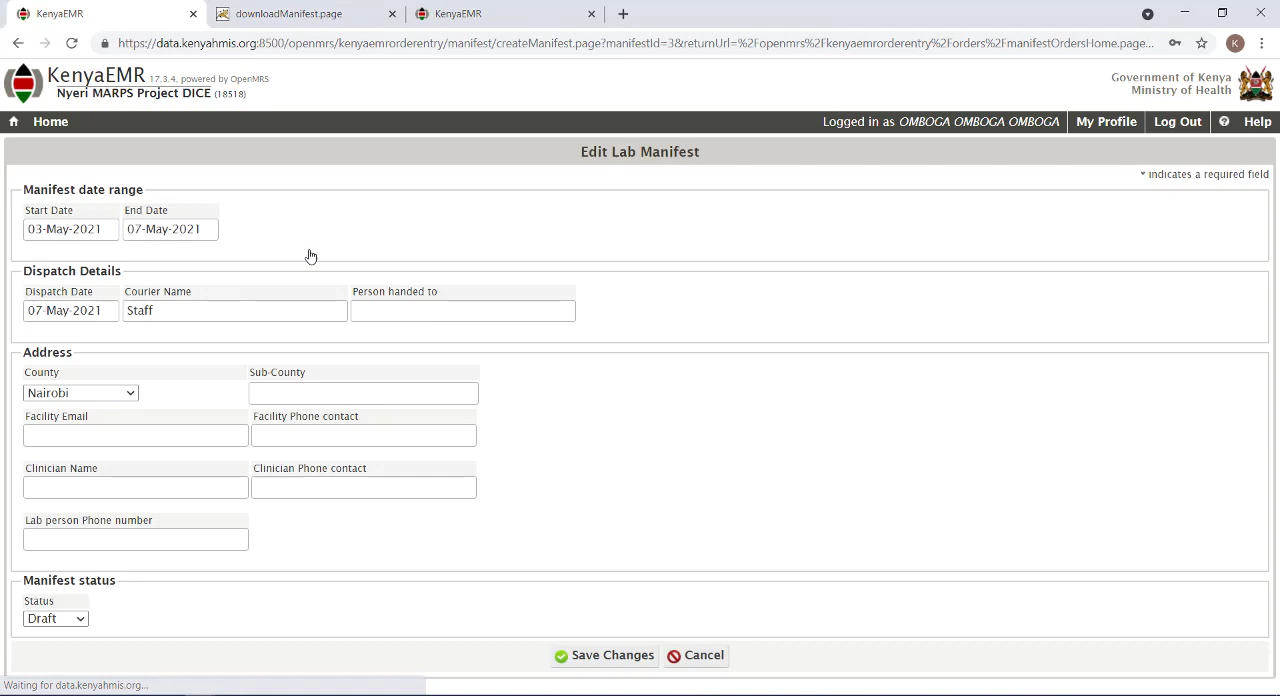 KenyaEMR
downloadManifest.page
KenyaEMR
https://data.kenyahmis.org:8500/openmrs/kenyaemrorderentry/manifest/createManifest.page?manifestId=3&returnUrl=%2Fopenmrs%2Fkenyaemrorderentry%2Forders%2FmanifestOrdersHome.page...
K
KenyaEMR 17.3.4, powered by OpenMRS
Nyeri MARPS Project DICE (18518)
Government of Kenya
Ministry of Health
Home
Logged in as OMBOGA OMBOGA OMBOGA
My Profile
Log Out
? Help
Edit Lab Manifest
* indicates a required field
Manifest date range
Start Date End Date
03-May-2021 07-May-2021
Dispatch Details
Dispatch Date Courier Name Person handed to
07-May-2021 Staff
Address
County Sub-County
Nairobi
Facility Email Facility Phone contact
Clinician Name Clinician Phone contact
Lab person Phone number
Manifest status
Status
Draft
Save Changes Cancel
Waiting for data.kenyahmis.org...